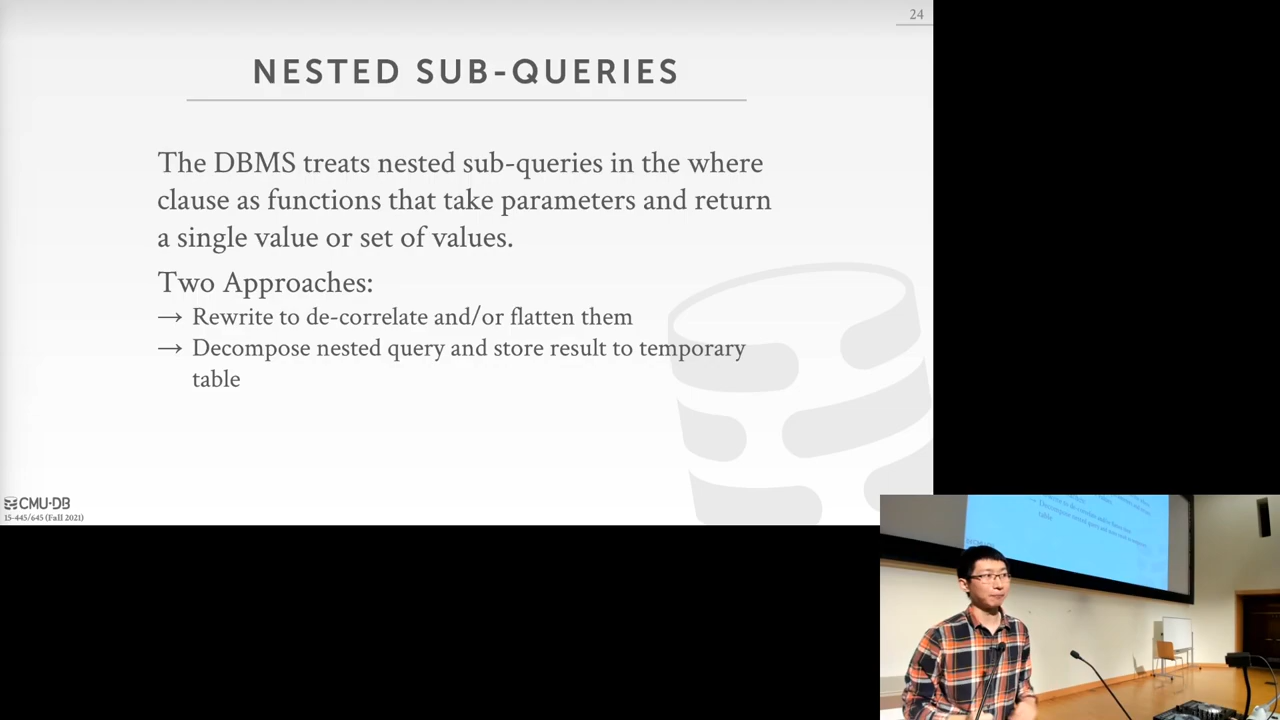 24
NESTED SUB-QUERIES
The DBMS treats nested sub-queries in the where
clause as functions that take parameters and return
a single value or set of values.
Two Approaches:
→ Rewrite to de-correlate and/or flatten them
→ Decompose nested query and store result to temporary
table
CMU·DB
15-445/645 (Fall 2021)